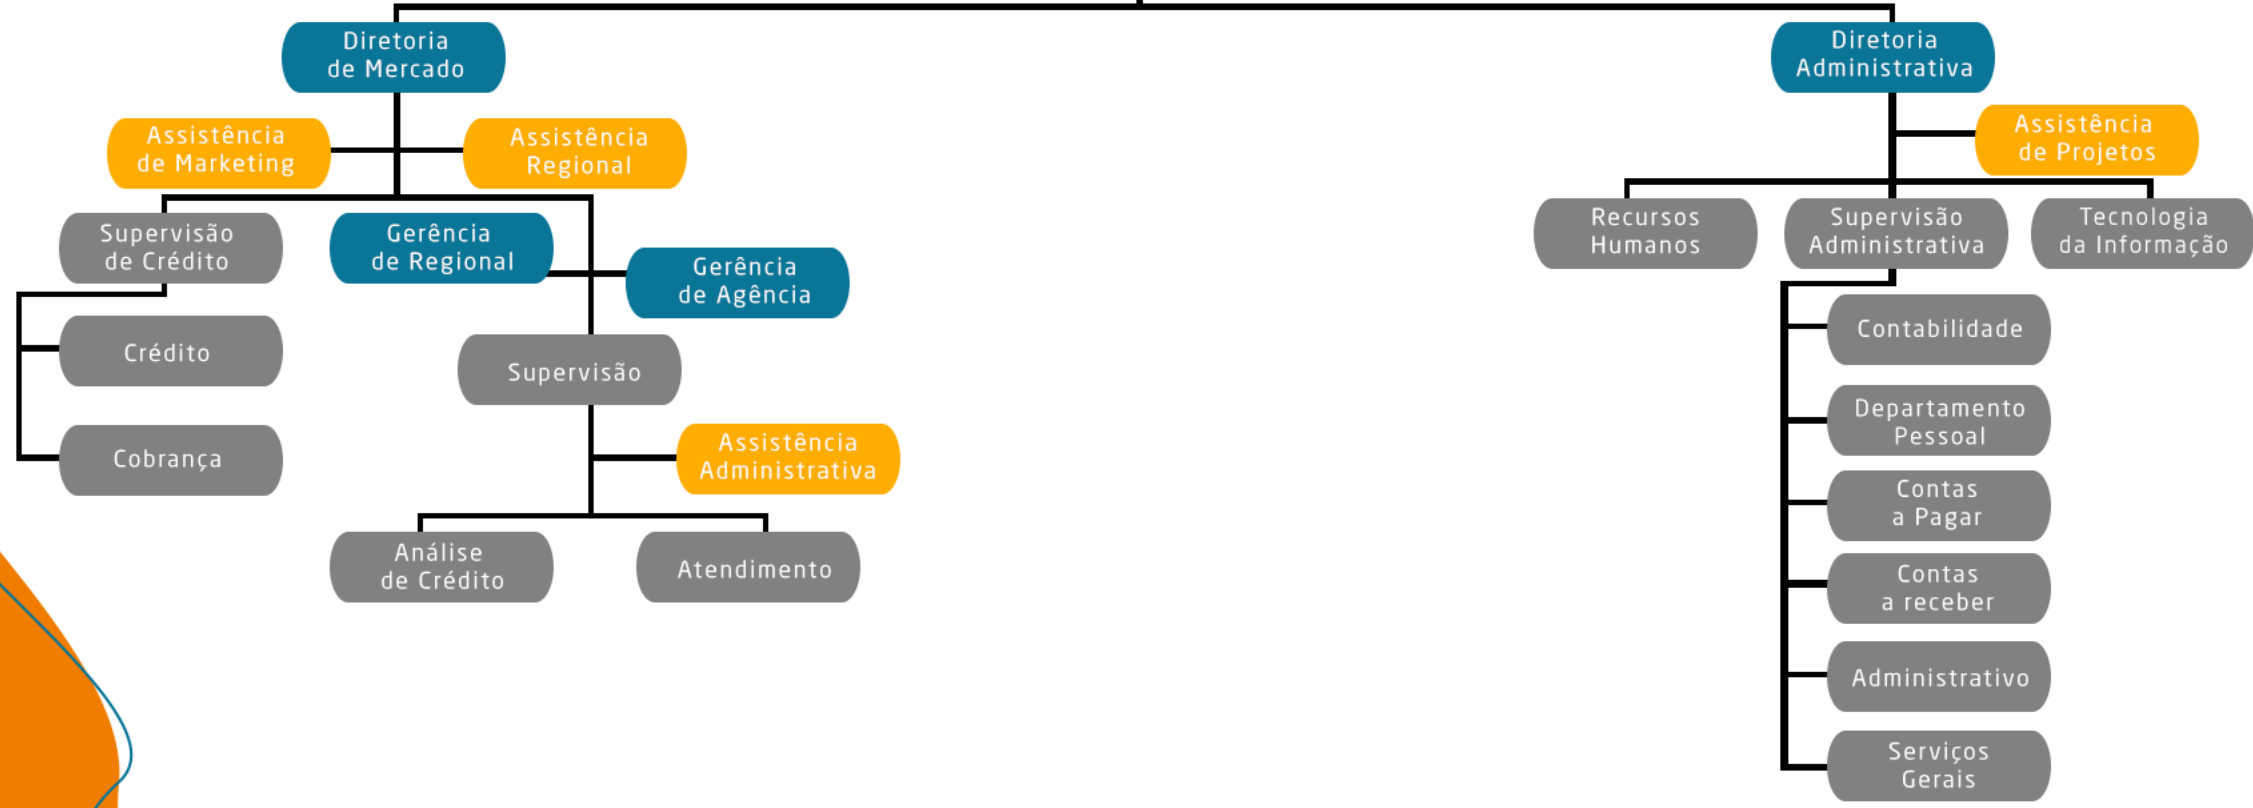 Diretoria
de Mercado
Diretoria
Administrativa
Assistência
de Marketing
Assistência
Regional
Assistência
de Projetos
Supervisão
de Crédito
Gerência
de Regional
Gerência
de Agência
Recursos
Humanos
Supervisão
Administrativa
Tecnologia
da Informação
Crédito
Supervisão
Contabilidade
Cobrança
Assistência
Administrativa
Departamento
Pessoal
Contas
a Pagar
Análise
de Crédito
Atendimento
Contas
a receber
Administrativo
Serviços
Gerais